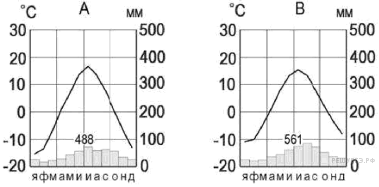 °C А мм
30 500
20 400
10 300
0 200
-10 488 100
-20 0
я ф м а м и и а с о н д
°C В мм
30 500
20 400
10 300
0 200
-10 561 100
-20 0
я ф м а м и и а с о н д